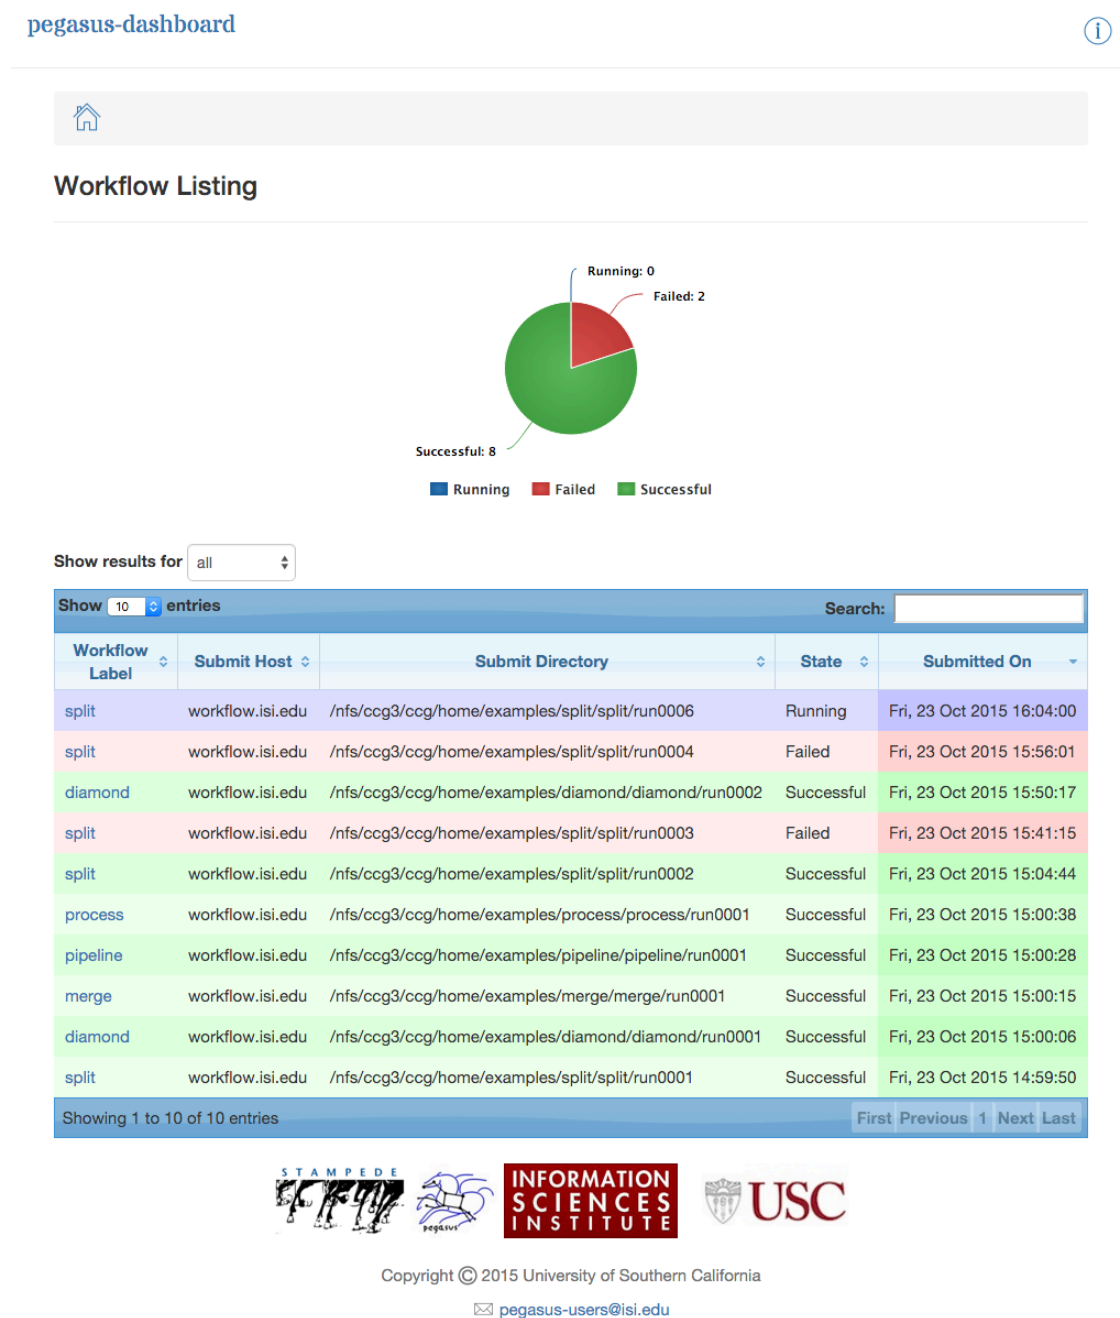 pegasus-dashboard
i
Workflow Listing
Running: 0
Failed: 2
Successful: 8
Running Failed Successful
Show results for all
Show 10 entries Search:
Workflow Label Submit Host Submit Directory State Submitted On
split workflow.isi.edu /nfs/ccg3/ccg/home/examples/split/split/run0006 Running Fri, 23 Oct 2015 16:04:00
split workflow.isi.edu /nfs/ccg3/ccg/home/examples/split/split/run0004 Failed Fri, 23 Oct 2015 15:56:01
diamond workflow.isi.edu /nfs/ccg3/ccg/home/examples/diamond/diamond/run0002 Successful Fri, 23 Oct 2015 15:50:17
split workflow.isi.edu /nfs/ccg3/ccg/home/examples/split/split/run0003 Failed Fri, 23 Oct 2015 15:41:15
split workflow.isi.edu /nfs/ccg3/ccg/home/examples/split/split/run0002 Successful Fri, 23 Oct 2015 15:04:44
process workflow.isi.edu /nfs/ccg3/ccg/home/examples/process/process/run0001 Successful Fri, 23 Oct 2015 15:00:38
pipeline workflow.isi.edu /nfs/ccg3/ccg/home/examples/pipeline/pipeline/run0001 Successful Fri, 23 Oct 2015 15:00:28
merge workflow.isi.edu /nfs/ccg3/ccg/home/examples/merge/merge/run0001 Successful Fri, 23 Oct 2015 15:00:15
diamond workflow.isi.edu /nfs/ccg3/ccg/home/examples/diamond/diamond/run0001 Successful Fri, 23 Oct 2015 15:00:06
split workflow.isi.edu /nfs/ccg3/ccg/home/examples/split/split/run0001 Successful Fri, 23 Oct 2015 14:59:50
Showing 1 to 10 of 10 entries First Previous 1 Next Last
STAMPEDE
pegasus
INFORMATION
SCIENCES
INSTITUTE
USC
Copyright © 2015 University of Southern California
pegasus-users@isi.edu